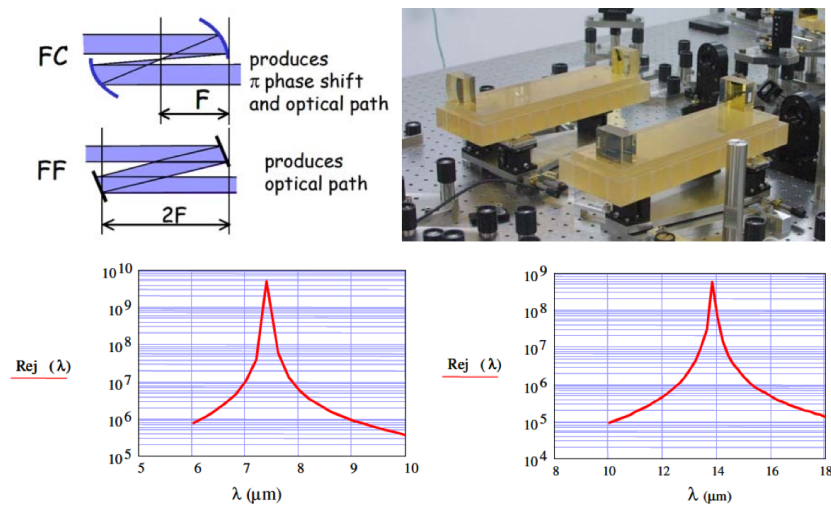 FC
produces
π phase shift
and optical path
F
FF
produces
optical path
2F
10^10
10^9
10^8
10^7
10^6
10^5
Rej (λ)
5 6 7 8 9 10
λ (μm)
10^9
10^8
10^7
10^6
10^5
10^4
Rej (λ)
8 10 12 14 16 18
λ (μm)